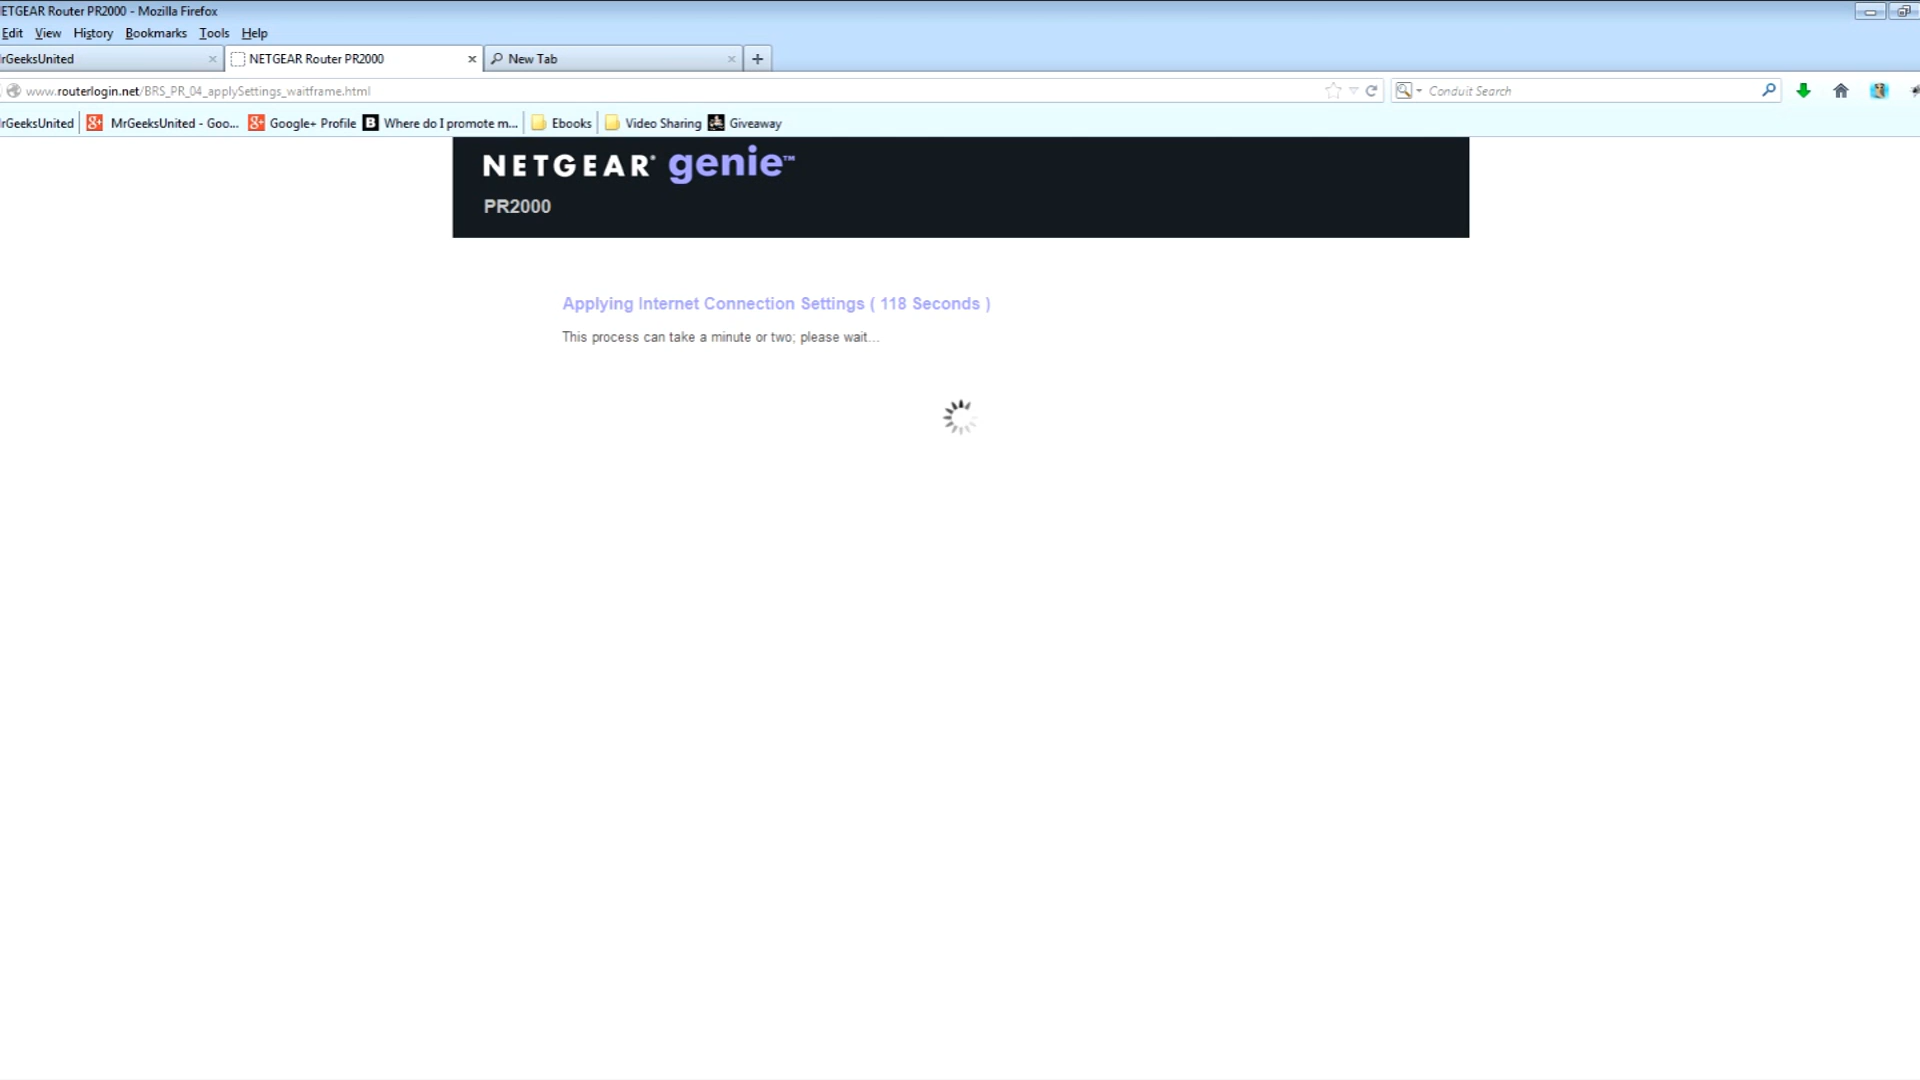 ETGEAR Router PR2000 - Mozilla Firefox
Edit View History Bookmarks Tools Help
rGeeksUnited NETGEAR Router PR2000 New Tab
www.routerlogin.net/BRS_PR_04_applySettings_waitframe.html Conduit Search
rGeeksUnited MrGeeksUnited - Goo... Google+ Profile Where do I promote m... Ebooks Video Sharing Giveaway
NETGEAR® genie™
PR2000
Applying Internet Connection Settings ( 118 Seconds )
This process can take a minute or two; please wait...